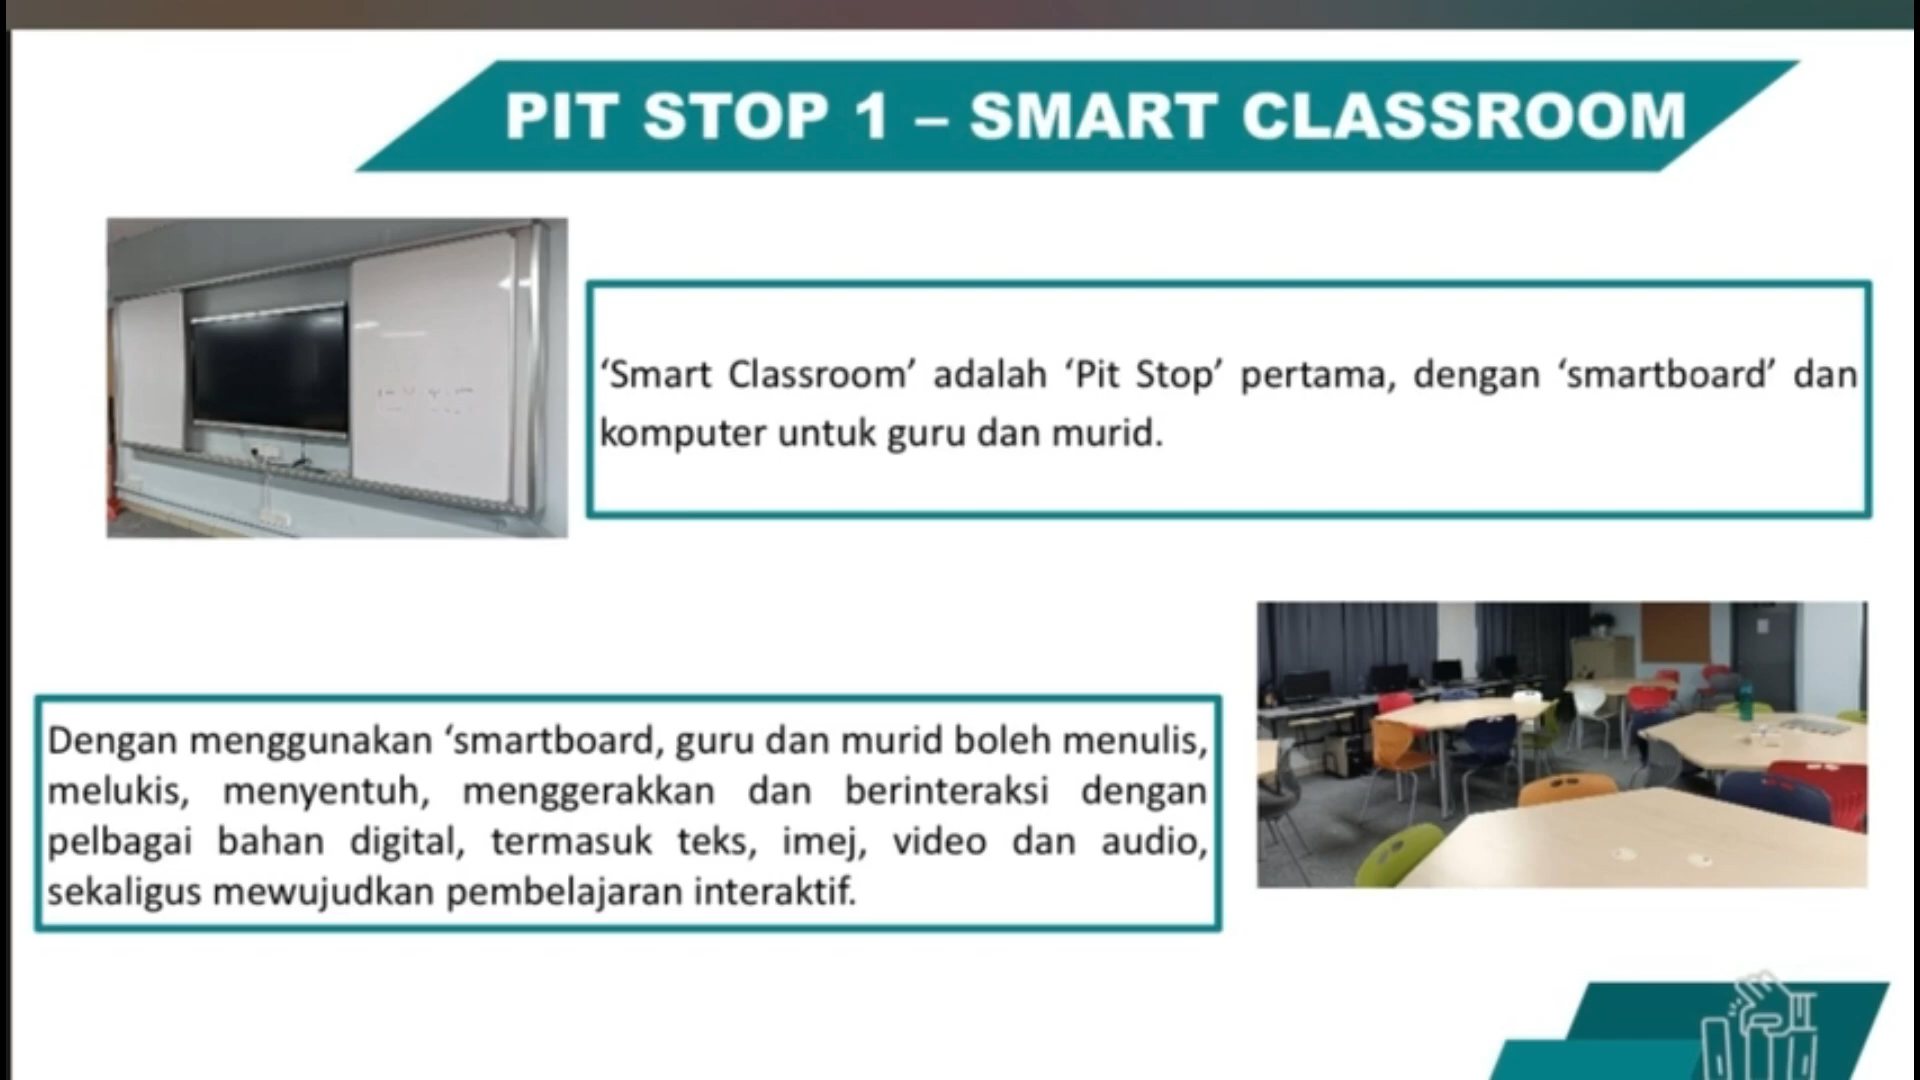 PIT STOP 1 – SMART CLASSROOM
‘Smart Classroom’ adalah ‘Pit Stop’ pertama, dengan ‘smartboard’ dan
komputer untuk guru dan murid.
Dengan menggunakan ‘smartboard, guru dan murid boleh menulis,
melukis, menyentuh, menggerakkan dan berinteraksi dengan
pelbagai bahan digital, termasuk teks, imej, video dan audio,
sekaligus mewujudkan pembelajaran interaktif.